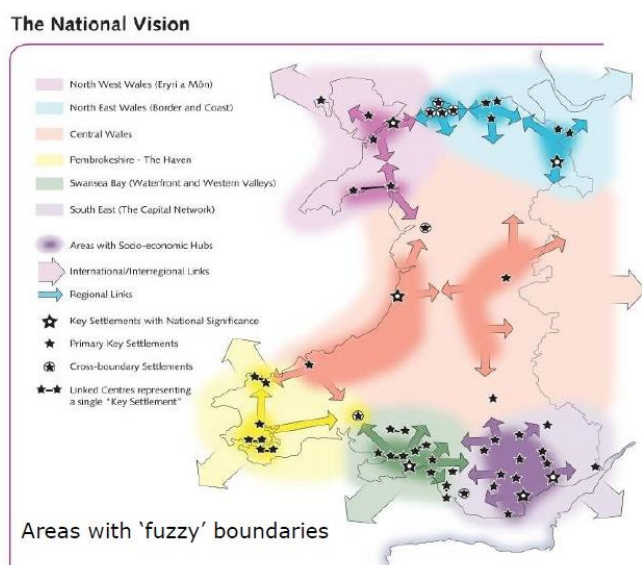 The National Vision
North West Wales (Eryri a Môn)
North East Wales (Border and Coast)
Central Wales
Pembrokeshire - The Haven
Swansea Bay (Waterfront and Western Valleys)
South East (The Capital Network)
Areas with Socio-economic Hubs
International/Interregional Links
Regional Links
Key Settlements with National Significance
Primary Key Settlements
Cross-boundary Settlements
Linked Centres representing
a single "Key Settlement"
Areas with ‘fuzzy’ boundaries